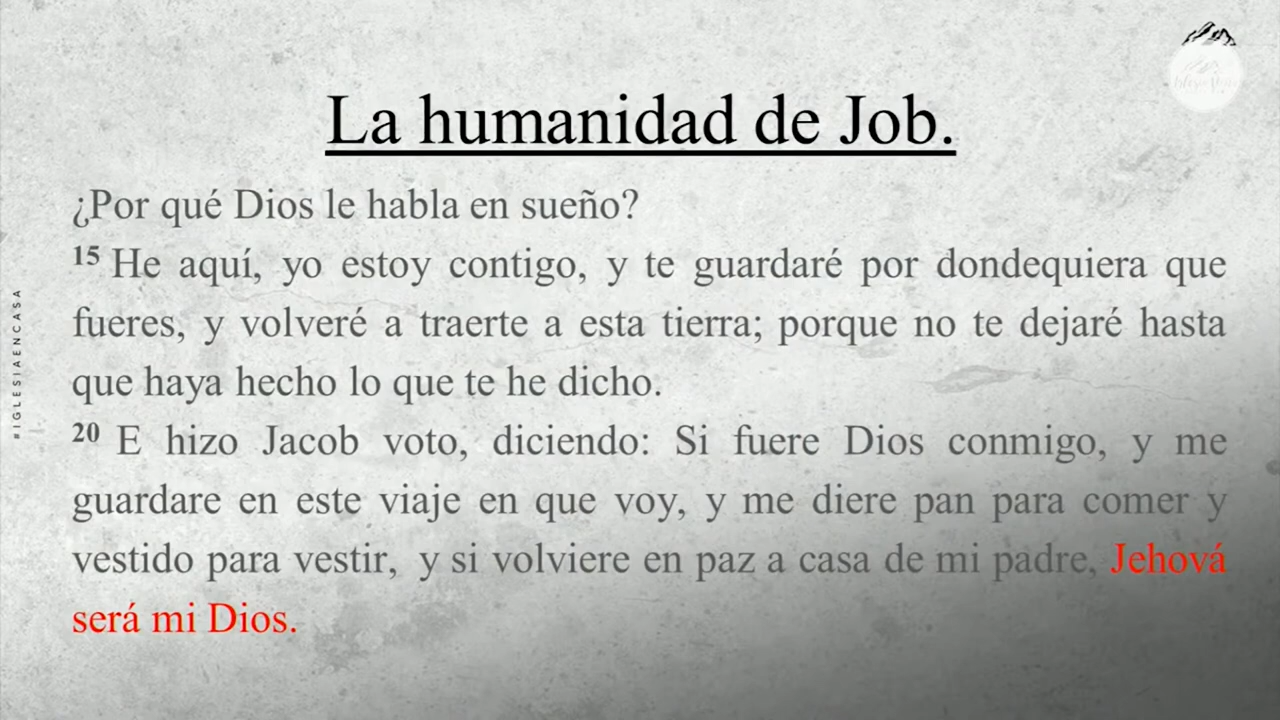 La humanidad de Job.
¿Por qué Dios le habla en sueño?
15 He aquí, yo estoy contigo, y te guardaré por dondequiera que
fueres, y volveré a traerte a esta tierra; porque no te dejaré hasta
que haya hecho lo que te he dicho.
20 E hizo Jacob voto, diciendo: Si fuere Dios conmigo, y me
guardare en este viaje en que voy, y me diere pan para comer y
vestido para vestir, y si volviere en paz a casa de mi padre, Jehová
será mi Dios.
#IGLESIAENCASA